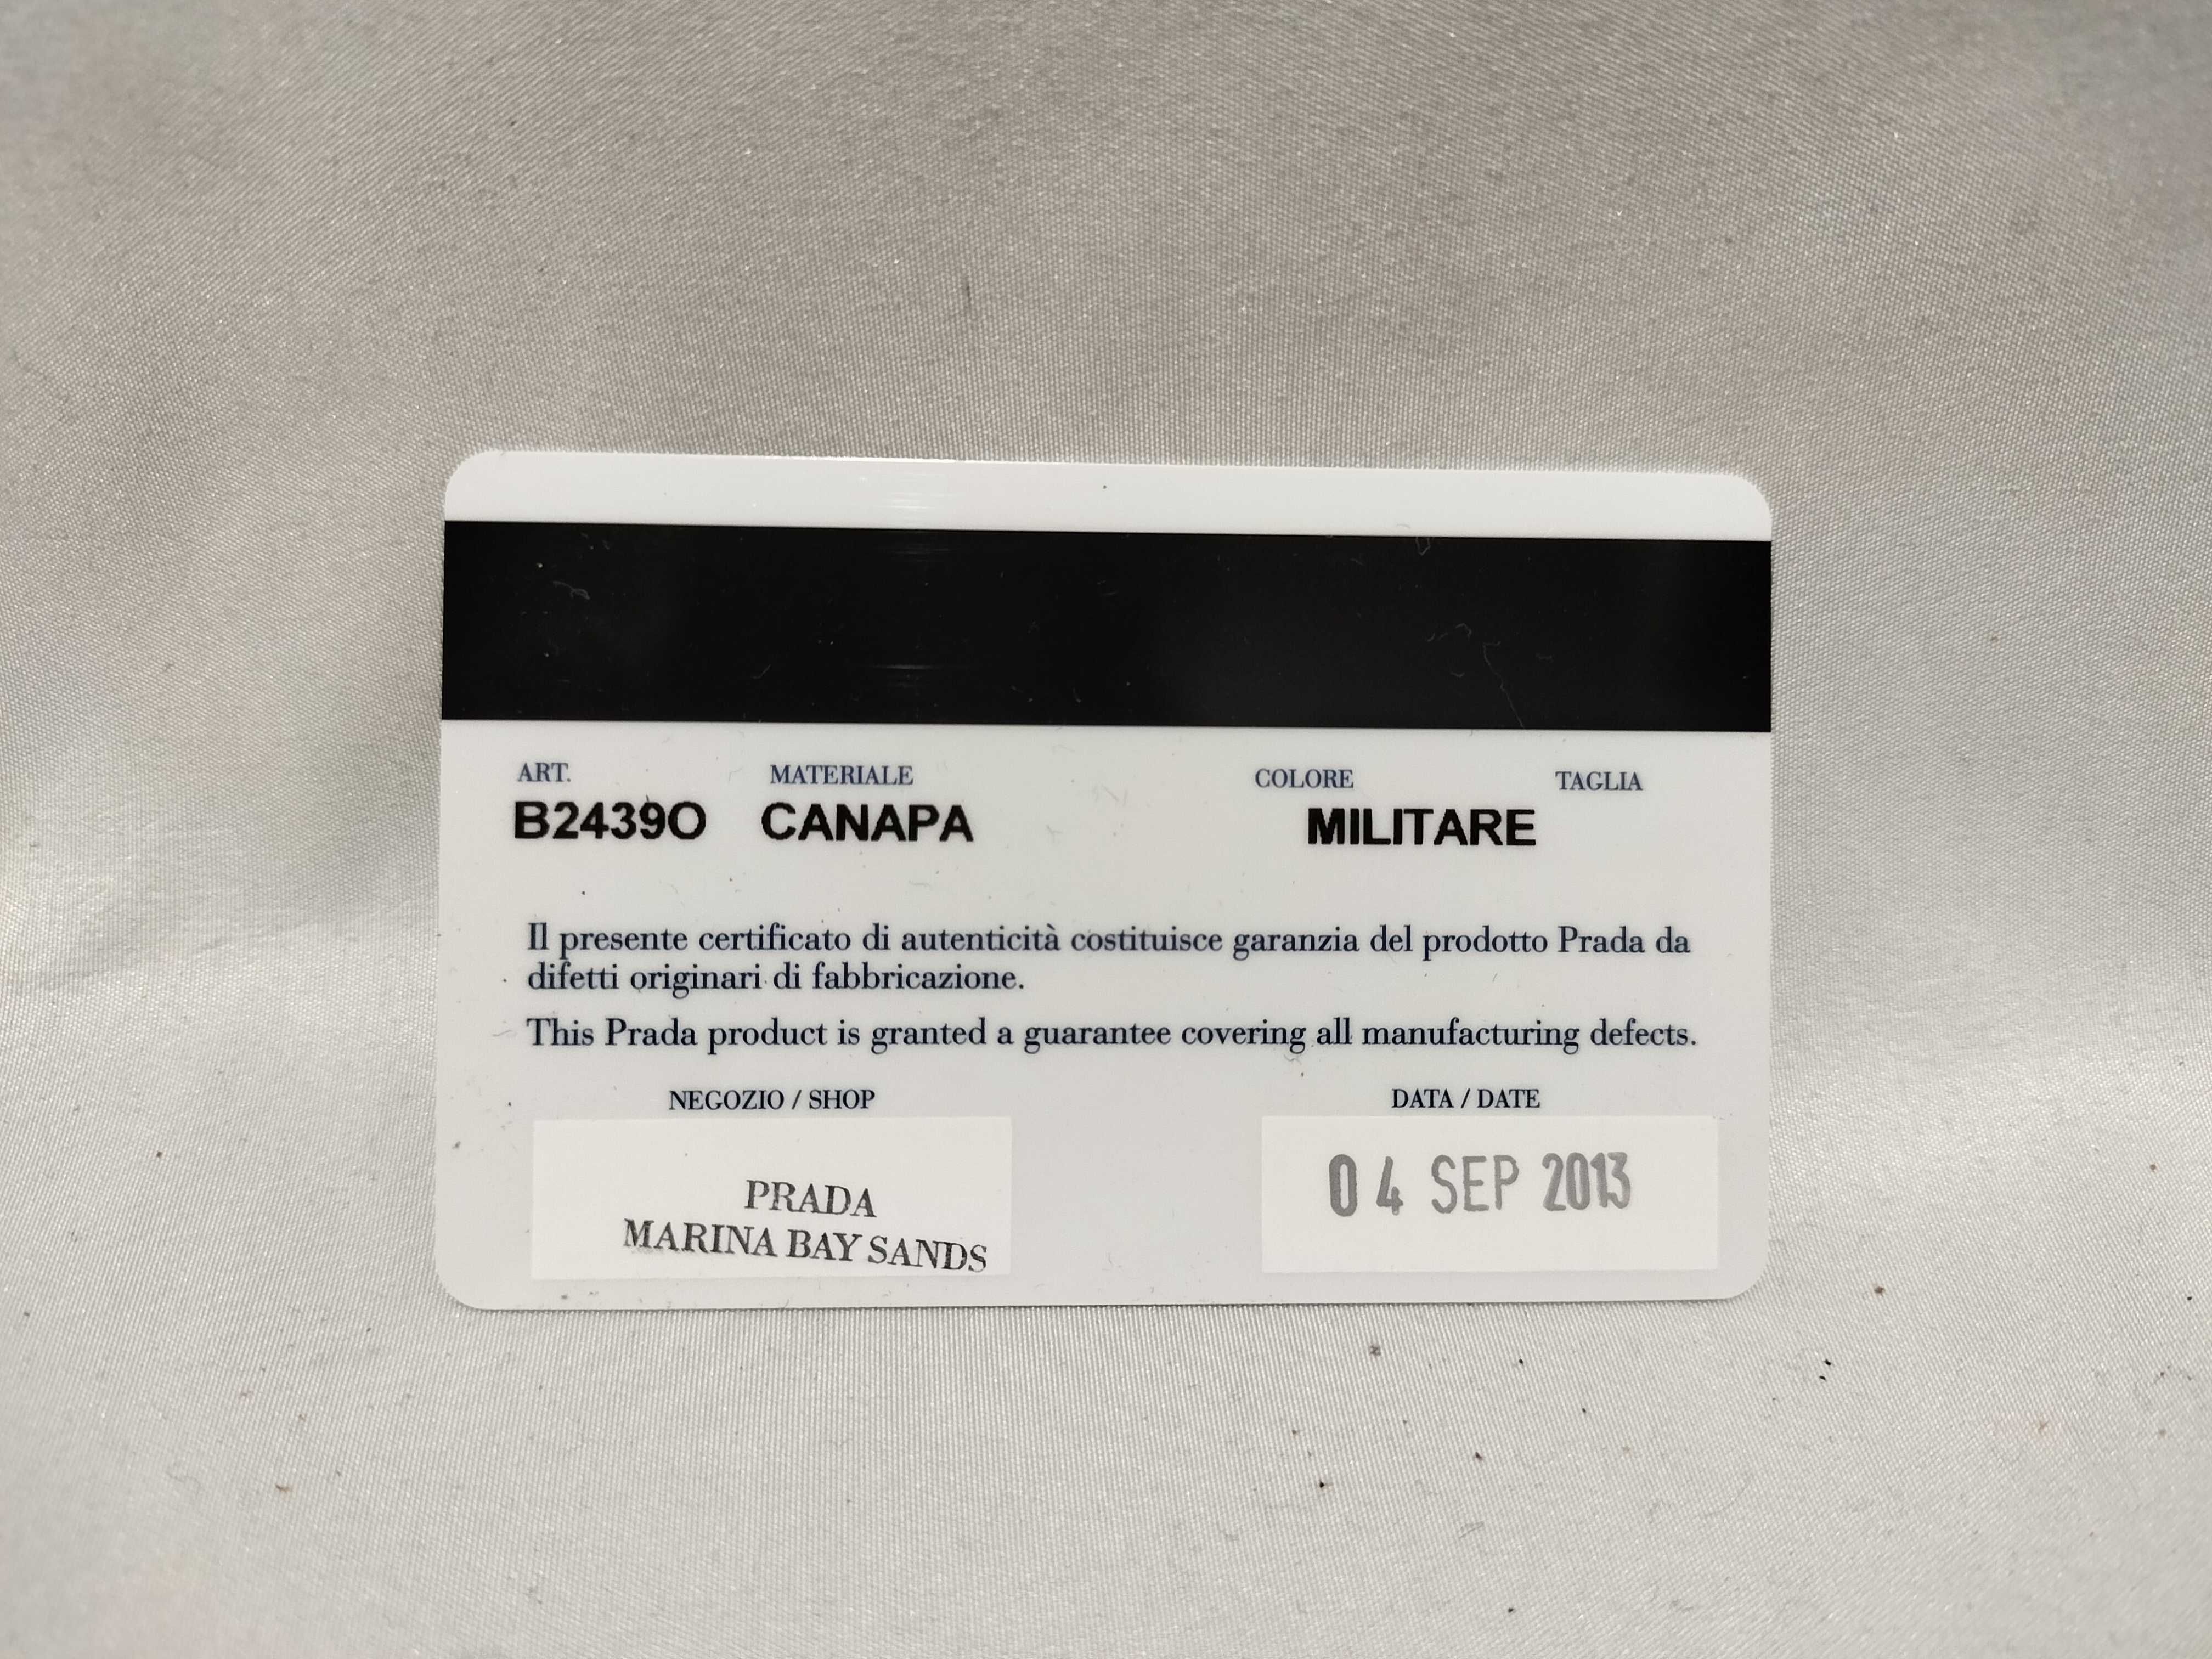 ART. MATERIALE COLORE TAGLIA
B2439O CANAPA MILITARE
Il presente certificato di autenticità costituisce garanzia del prodotto Prada da
difetti originari di fabbricazione.
This Prada product is granted a guarantee covering all manufacturing defects.
NEGOZIO / SHOP DATA / DATE
PRADA
MARINA BAY SANDS
04 SEP 2013